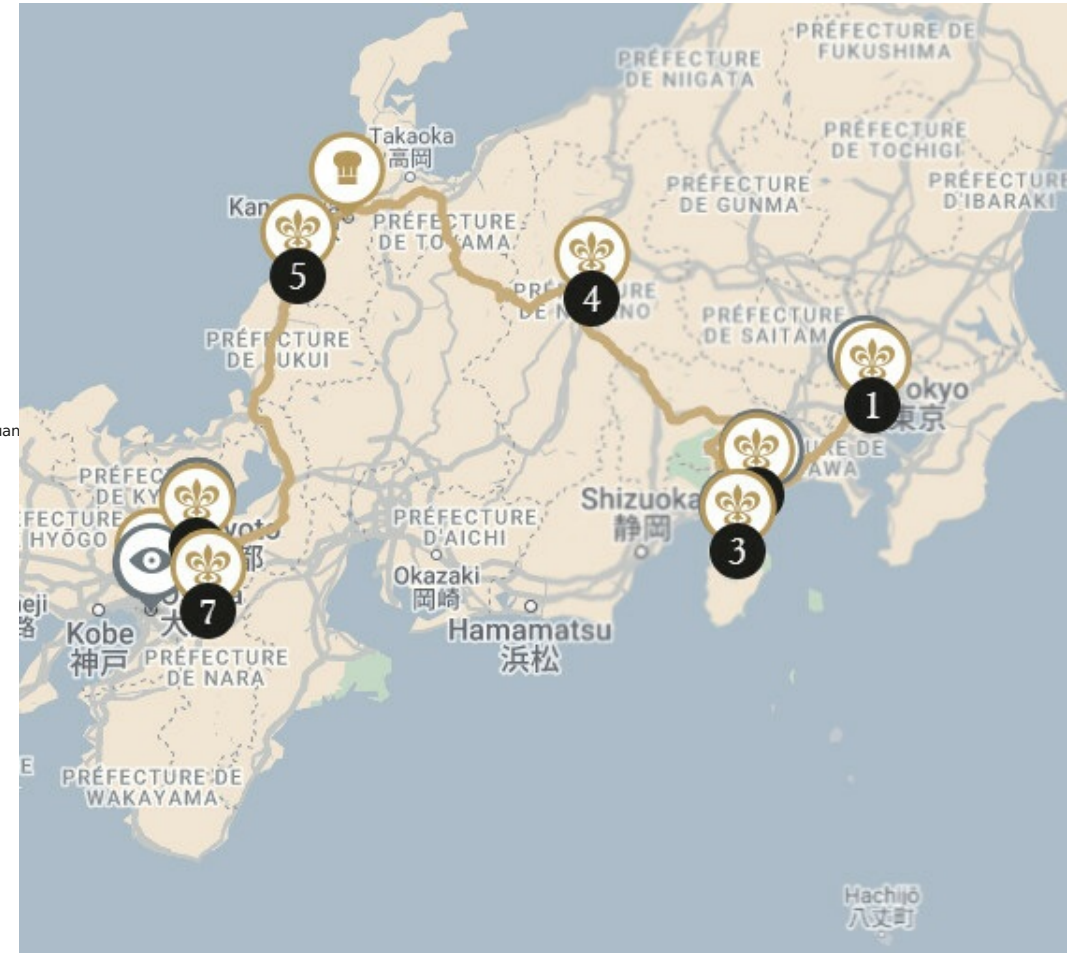 PRÉFECTURE DE
FUKUSHIMA
PRÉFECTURE
DE NIIGATA
Takaoka
高岡
PRÉFECTURE
DE TOCHIGI
PRÉFECTURE
DE GUNMA
PRÉFECTURE
D'IBARAKI
PRÉFECTURE
DE TOYAMA
5
4
PRÉFECTURE
DE FUKUI
PRÉFECTURE
DE SAITAM
1
okyo
東京
Shizuoka
静岡
3
PRÉFECTURE
D'AICHI
Okazaki
岡崎
Hamamatsu
浜松
7
Kobe
神戸
PRÉFECTURE
DE NARA
PRÉFECTURE DE
WAKAYAMA
Hachijō
八丈町